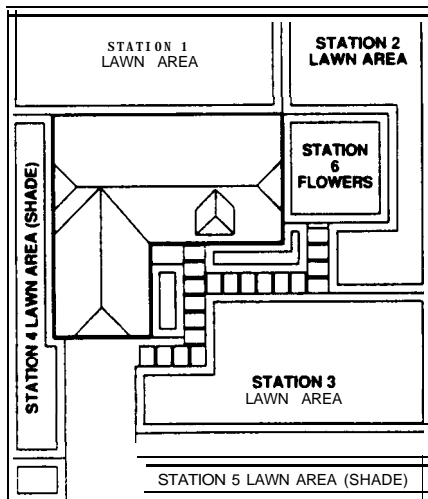 STATION 1
LAWN AREA
STATION 2
LAWN AREA
STATION
6
FLOWERS
STATION 4 LAWN AREA (SHADE)
STATION 3
LAWN AREA
STATION 5 LAWN AREA (SHADE)